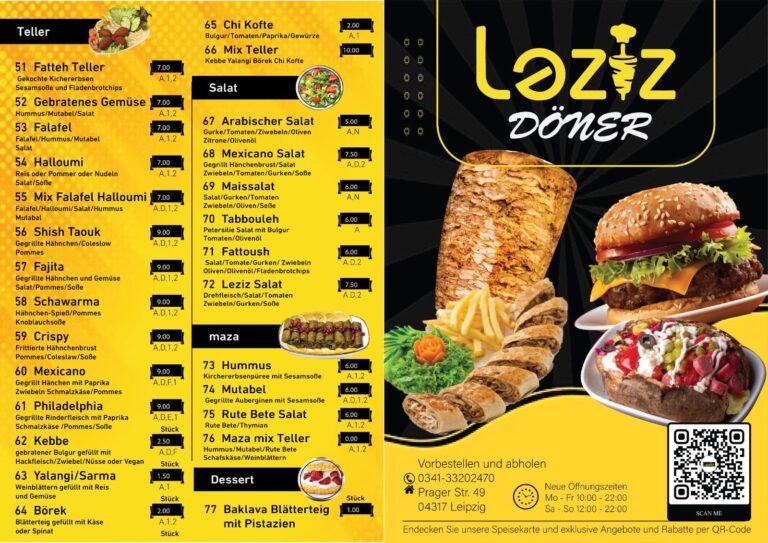 Teller
51 Fatteh Teller 7.00
Gekochte Kichererbsen A,1,2
Sesamsoße und Fladenbrotchips
52 Gebratenes Gemüse 7.00
Hummus/Mutabel/Salat A,1,2
53 Falafel 7.00
Falafel/Hummus/Mutabel A,1,2
Salat
54 Halloumi 7.00
Reis oder Pommer oder Nudeln A,D,1,2
Salat/Soße
55 Mix Falafel Halloumi 7.00
Falafel/Halloumi/Salat/Hummus A,D,1,2
Mutabal
56 Shish Taouk 9.00
Gegrillte Hähnchen/Coleslow A,D,1,2
Pommes
57 Fajita 9.00
Gegrillte Hähnchen und Gemüse A,D,1,2
Salat/Pommes/Soße
58 Schawarma 9.00
Hähnchen-Spieß/Pommes A,D,1,2
Knoblauchsoße
59 Crispy 9.00
Frittierte Hähnchenbrust A,D,1,2
Pommes/Coleslaw/Soße
60 Mexicano 9.00
Gegrillt Hänchen mit Paprika A,D,F,1
Zwiebeln Schmalzkäse/Pommes
61 Philadelphia 9.00
Gegrillte Rinderfleisch mit Paprika A,D,E,1
Schmalzkäse /Pommes/Soße)
Stück
62 Kebbe 2.50
gebratener Bulgur gefüllt mit A,D,F
Hackfleisch/Zwiebel/Nüsse oder Vegan
Stück
63 Yalangi/Sarma 1.50
Weinblättern gefüllt mit Reis A,1
und Gemüse
Stück
64 Börek 2.00
Blätterteig gefüllt mit Käse A,1,2
oder Spinat
65 Chi Kofte 2.00
Bulgur/Tomaten/Paprika/Gewürze A,1
66 Mix Teller 10.00
Kebbe Yalangi Börek Chi Kofte
Salat
67 Arabischer Salat 5.00
Gurke/Tomaten/Ziwebeln/Oliven A,N
Zitrone/Olivenöl
68 Mexicano Salat 7.50
Gegrillt Hähnchenbrust/Salat A,D,2
Zwiebeln/Tomaten/Gurken/Soße
69 Maissalat 6.00
Salat/Gurken/Tomaten A,N
Zwiebeln/Oliven/Soße
70 Tabbouleh 6.00
Petersilie Salat mit Bulgur A
Tomaten/Olivenöl
71 Fattoush 6.00
Salat/Tomate/Gurken/ Zwiebeln A,D,2
Oliven/Olivenöl/Fladenbrotchips
72 Leziz Salat 7.50
Drehfleisch/Salat/Tomaten A,D,2
Zwiebeln/Gurken/Soße
maza
73 Hummus 6.00
Kirchererbsenpüree mit Sesamsoße A,1,2
74 Mutabel 6.00
Gegrillte Auberginen mit Soße A,D,1,2
75 Rute Bete Salat 6.00
Rute Bete/Thymian A,1,2
76 Maza mix Teller 0.00
Hummus/Mutabel/Rute Bete A,1,2
Schafskäse/Weinblättern
Dessert
Stück
77 Baklava Blätterteig 1.00
mit Pistazien
Ləziz
DÖNER
Vorbestellen und abholen
0341-33202470
Prager Str. 49
04317 Leipzig
Neue Öffnungszeiten
Mo - Fr 10:00 - 22:00
Sa - So 12:00 - 22:00
SCAN ME
Endecken Sie unsere Speisekarte und exklusive Angebote und Rabatte per QR-Code